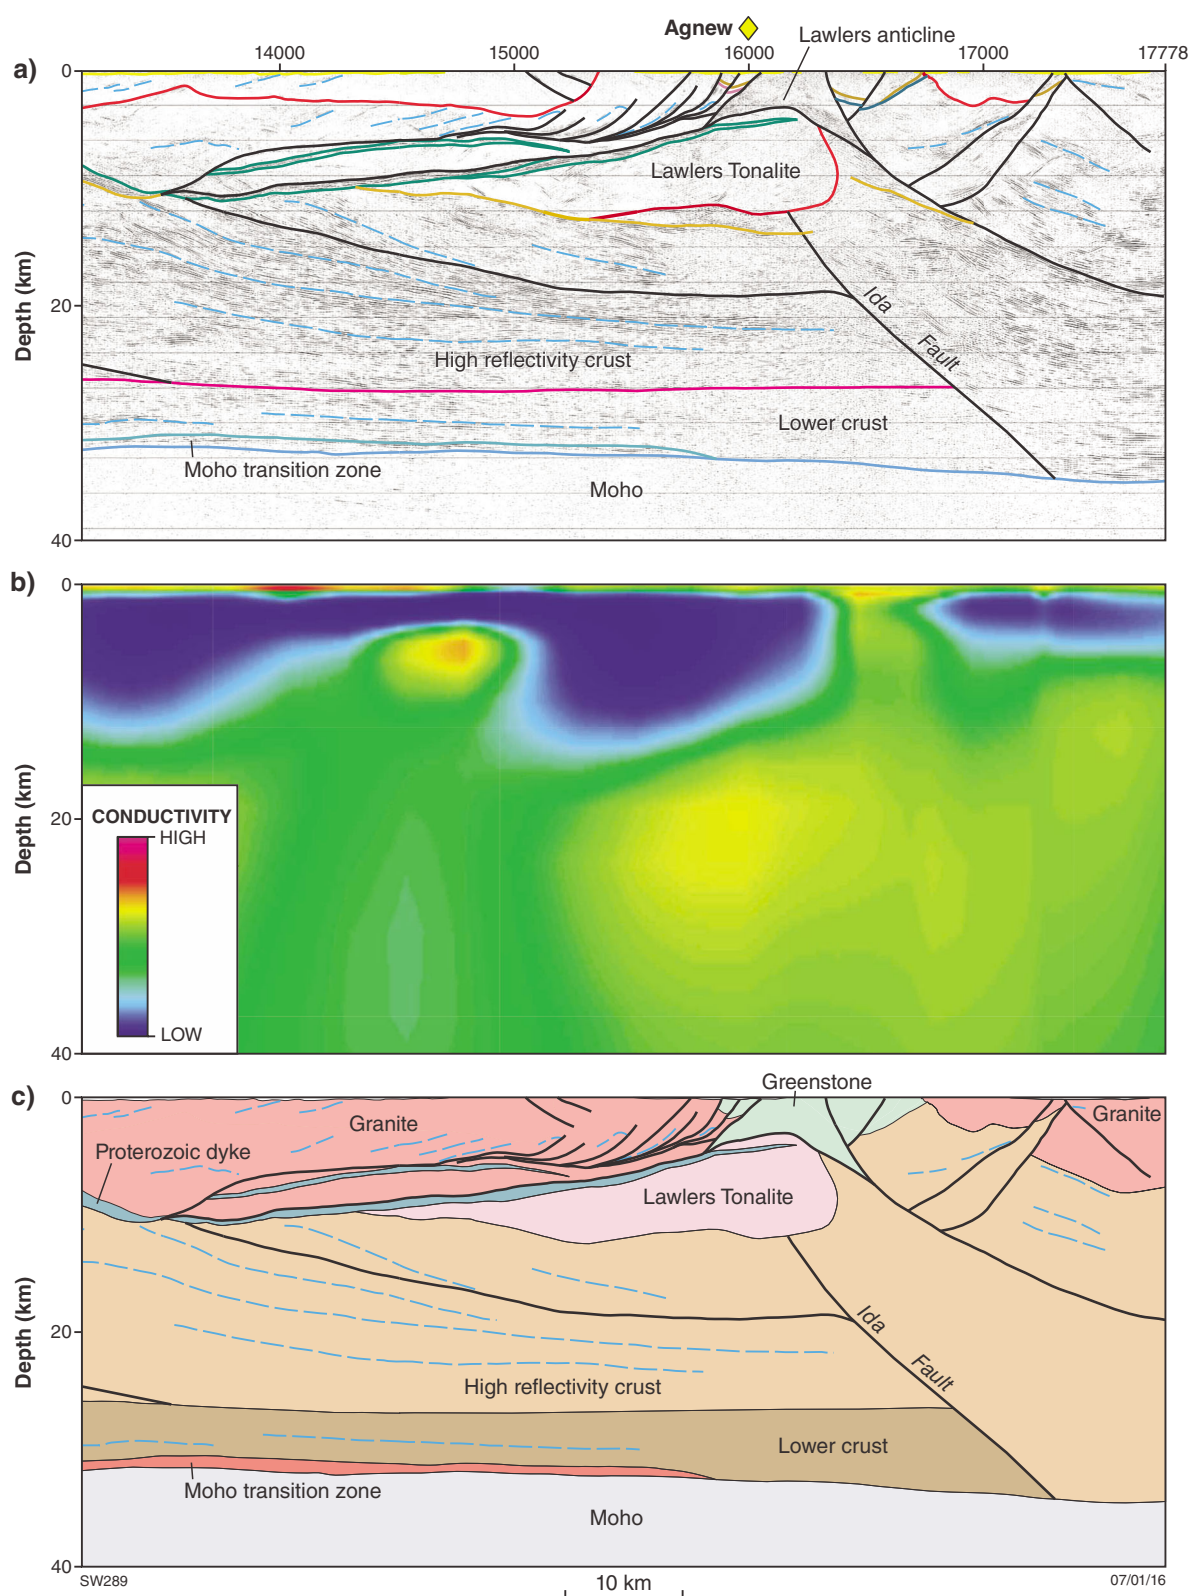 Agnew
Lawlers anticline
14000 15000 16000 17000 17778
a)
0
Lawlers Tonalite
Depth (km)
20
Ida
Fault
High reflectivity crust
Lower crust
Moho transition zone
Moho
40
b)
0
Depth (km)
20
CONDUCTIVITY
HIGH
LOW
40
c)
Greenstone
0
Granite
Granite
Proterozoic dyke
Lawlers Tonalite
Depth (km)
20
Ida
Fault
High reflectivity crust
Lower crust
Moho transition zone
Moho
40
SW289
10 km
07/01/16